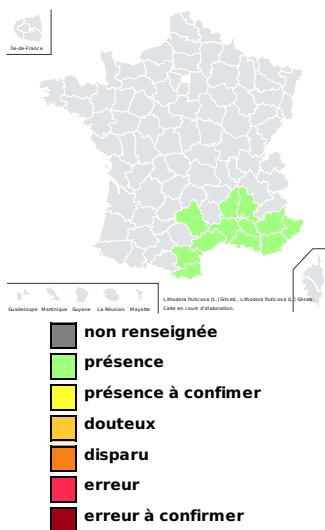 Île-de-France
Guadeloupe Martinique Guyane La Réunion Mayotte
Lithodora fruticosa (L.) Griseb., Lithodora fruticosa (L.) Griseb.
Carte en cours d'élaboration.
non renseignée
présence
présence à confimer
douteux
disparu
erreur
erreur à confirmer